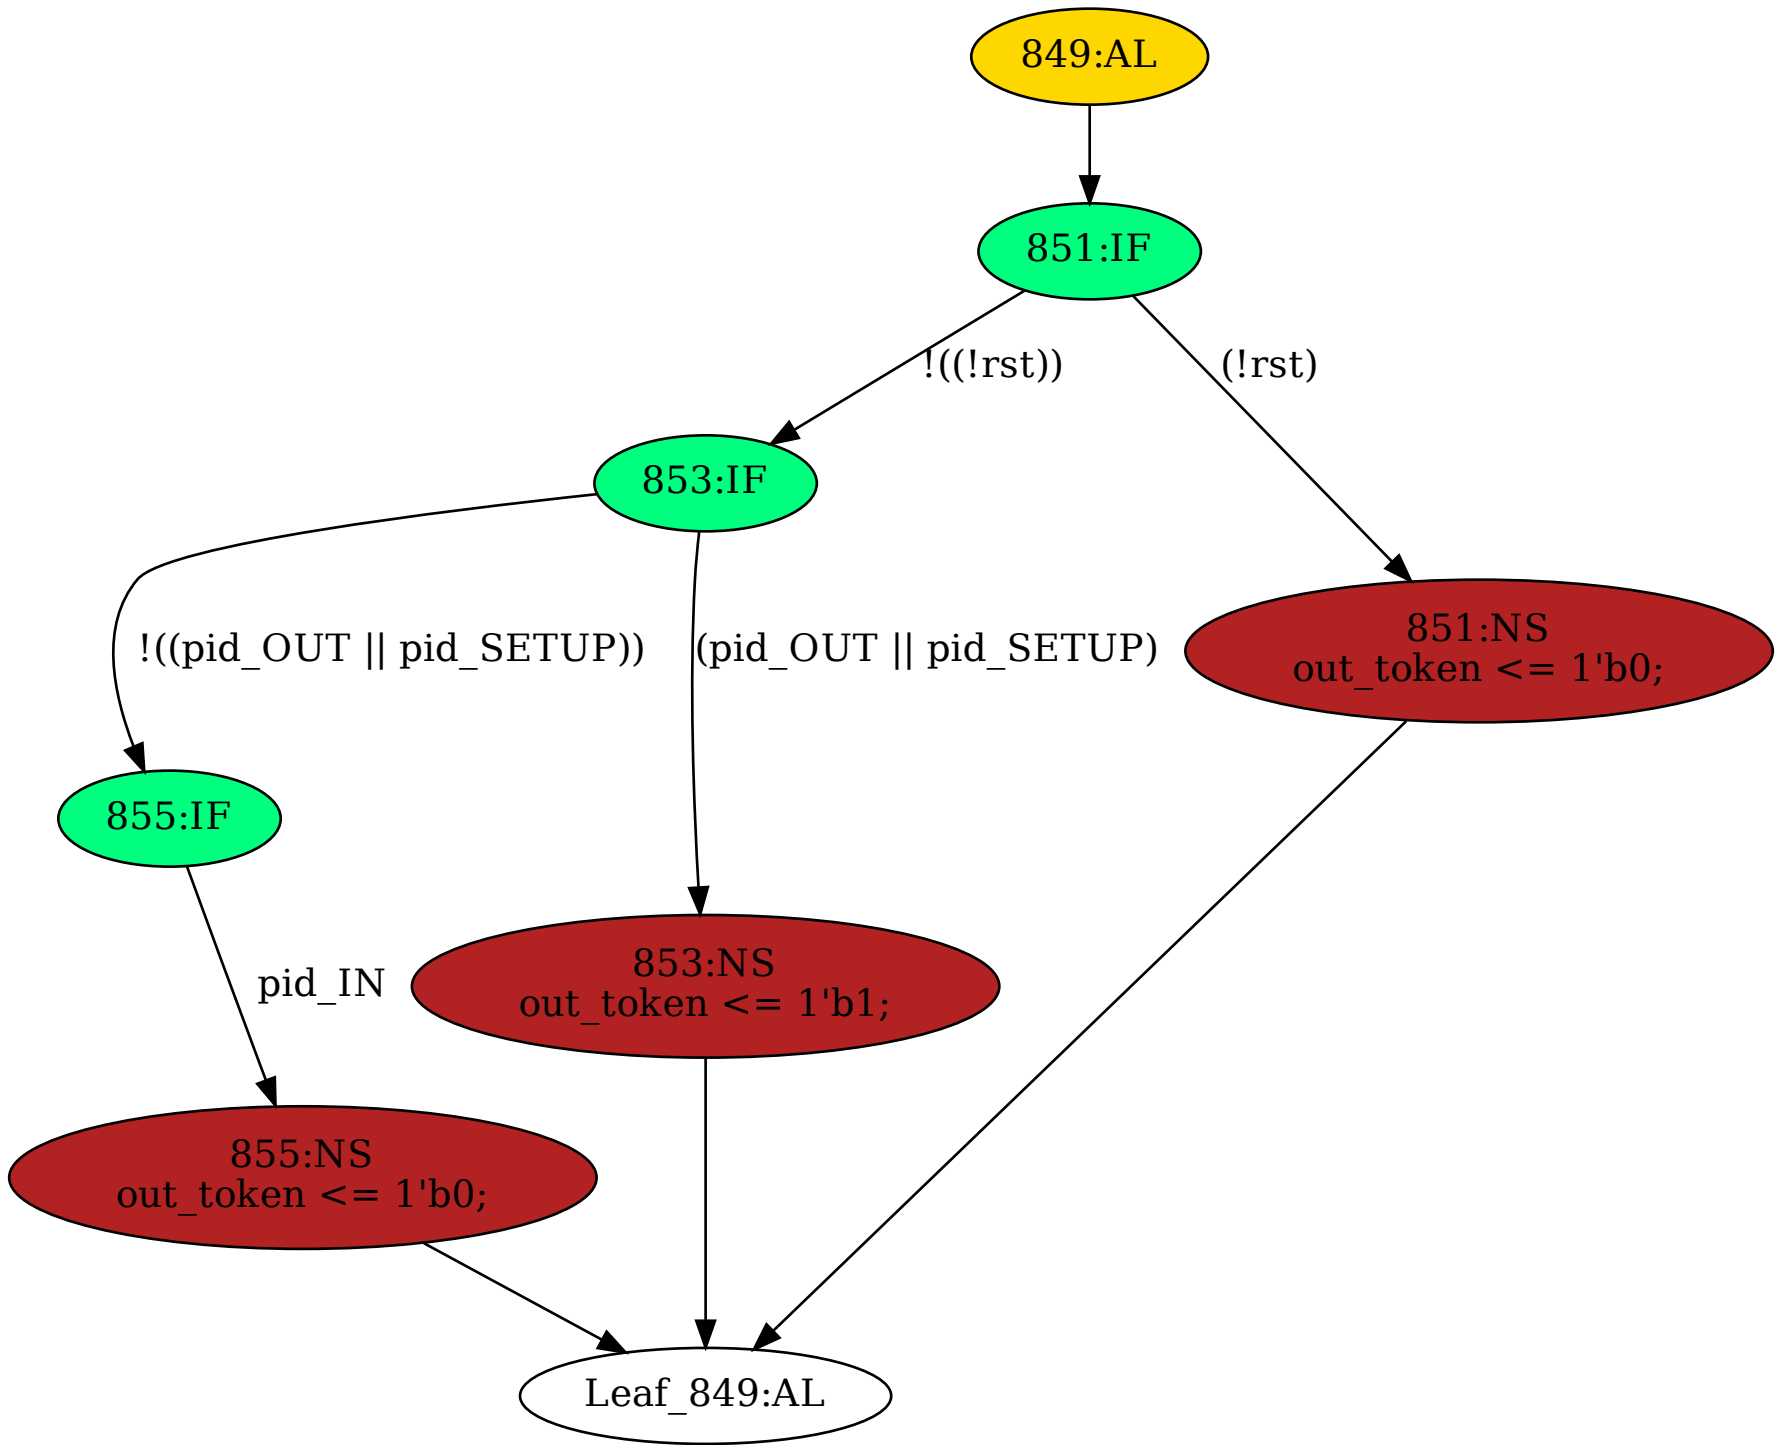 849:AL
851:IF
!((!rst))
(!rst)
853:IF
851:NS
out_token <= 1'b0;
!((pid_OUT || pid_SETUP))
(pid_OUT || pid_SETUP)
855:IF
853:NS
out_token <= 1'b1;
pid_IN
855:NS
out_token <= 1'b0;
Leaf_849:AL